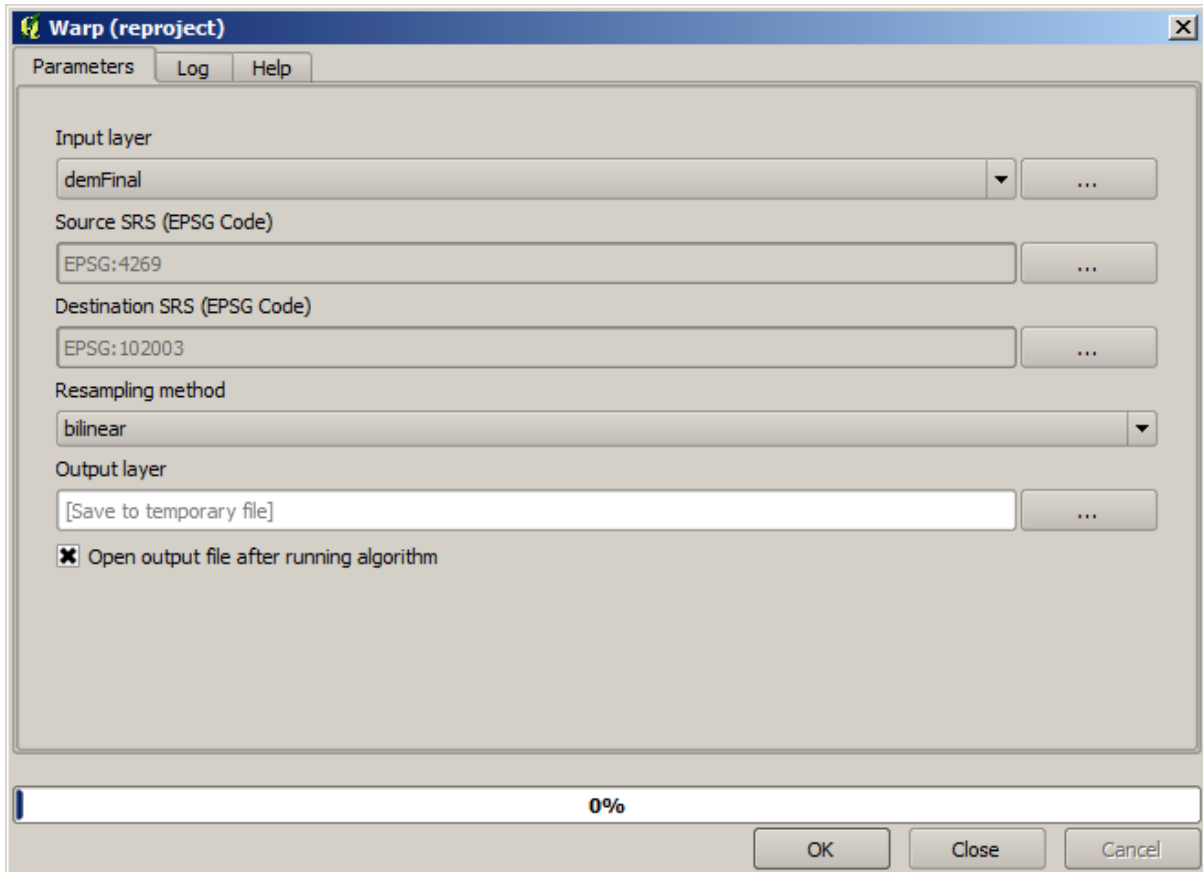 Warp (reproject)
Parameters Log Help
Input layer
demFinal ...
Source SRS (EPSG Code)
EPSG:4269 ...
Destination SRS (EPSG Code)
EPSG:102003 ...
Resampling method
bilinear
Output layer
[Save to temporary file] ...
Open output file after running algorithm
0%
OK Close Cancel